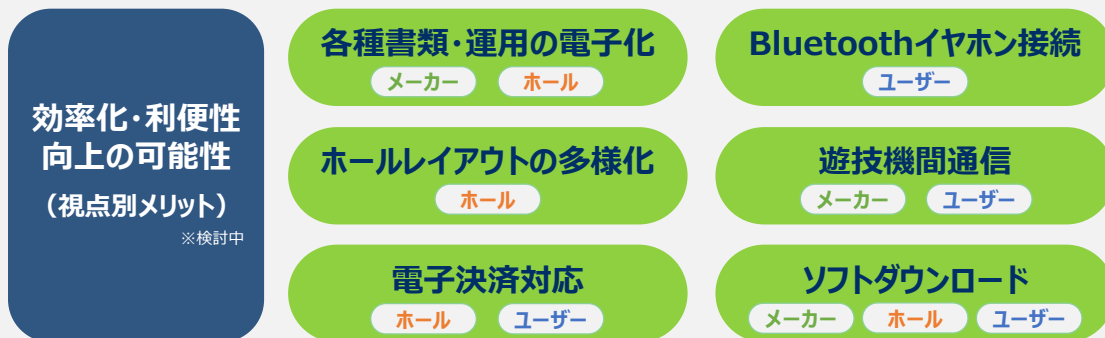 効率化・利便性
向上の可能性
（視点別メリット）
※検討中
各種書類・運用の電子化
メーカー ホール
Bluetoothイヤホン接続
ユーザー
ホールレイアウトの多様化
ホール
遊技機間通信
メーカー ユーザー
電子決済対応
ホール ユーザー
ソフトダウンロード
メーカー ホール ユーザー